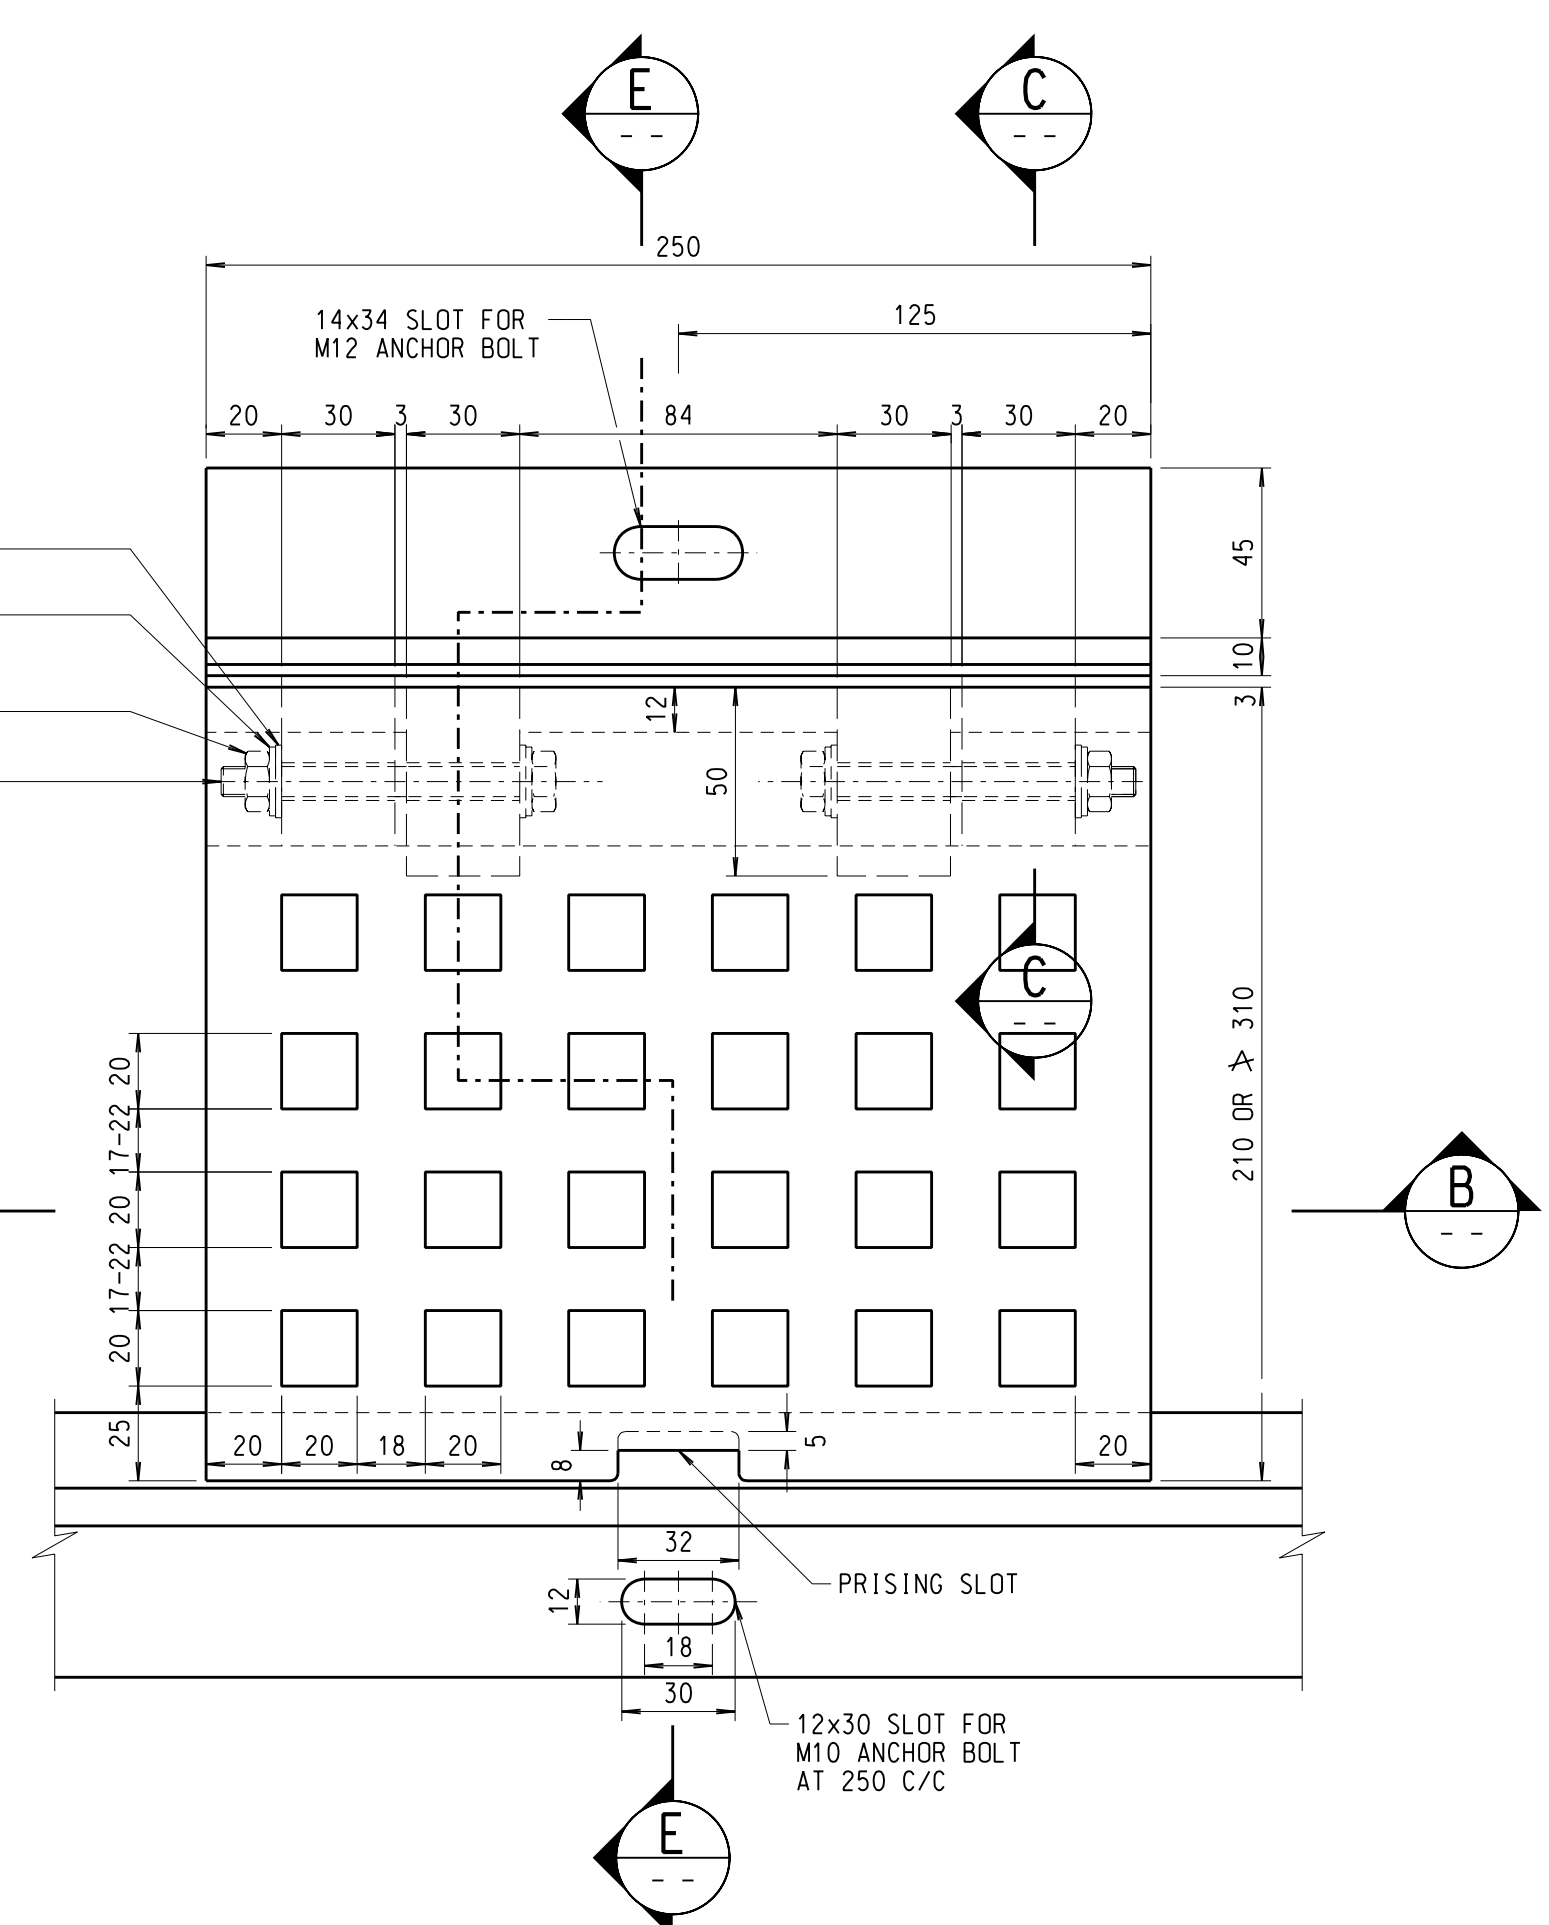 E
- -
C
- -
250
14x34 SLOT FOR
M12 ANCHOR BOLT
125
20 30 3 30 84 30 3 30 20
45
10
3
12
50
C
- -
20
17-22
20
17-22
20
25
210 OR ⊁ 310
B
- -
20 20 18 20
8
5
20
32
PRISING SLOT
12
18
30
12x30 SLOT FOR
M10 ANCHOR BOLT
AT 250 C/C
E
- -